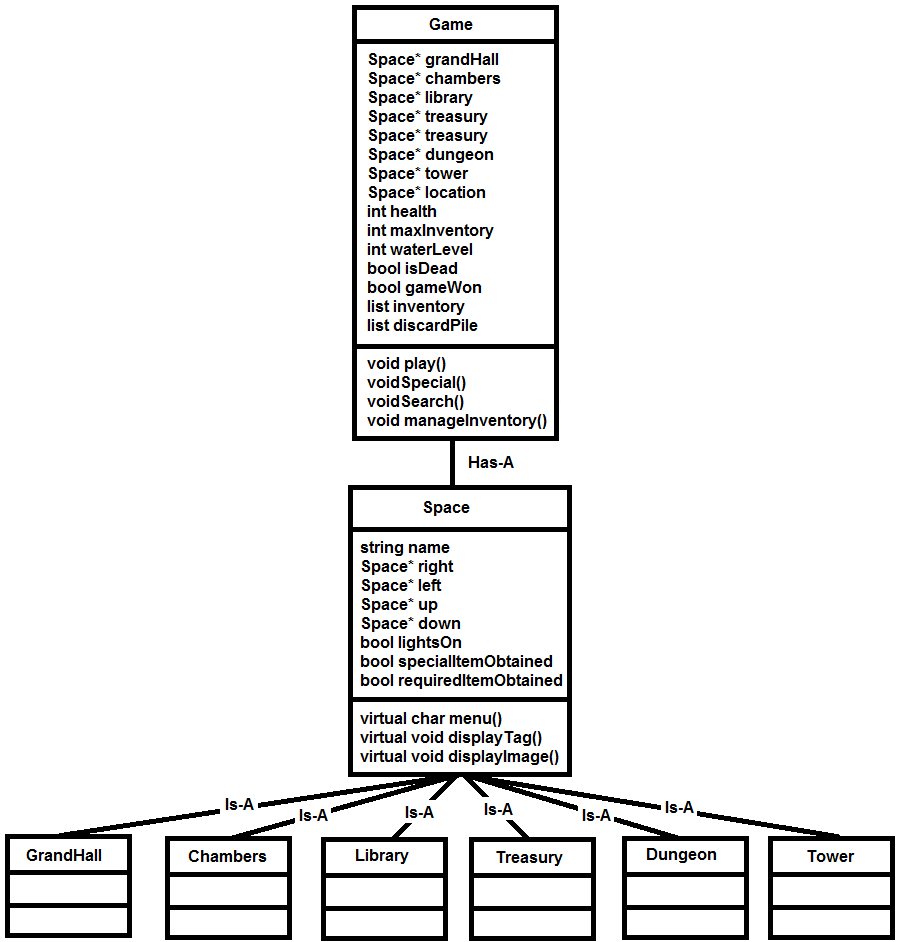 Game
Space* grandHall
Space* chambers
Space* library
Space* treasury
Space* treasury
Space* dungeon
Space* tower
Space* location
int health
int maxInventory
int waterLevel
bool isDead
bool gameWon
list inventory
list discardPile
void play()
voidSpecial()
voidSearch()
void manageInventory()
Has-A
Space
string name
Space* right
Space* left
Space* up
Space* down
bool lightsOn
bool specialItemObtained
bool requiredItemObtained
virtual char menu()
virtual void displayTag()
virtual void displayImage()
Is-A
Is-A
Is-A
Is-A
Is-A
Is-A
GrandHall
Chambers
Library
Treasury
Dungeon
Tower